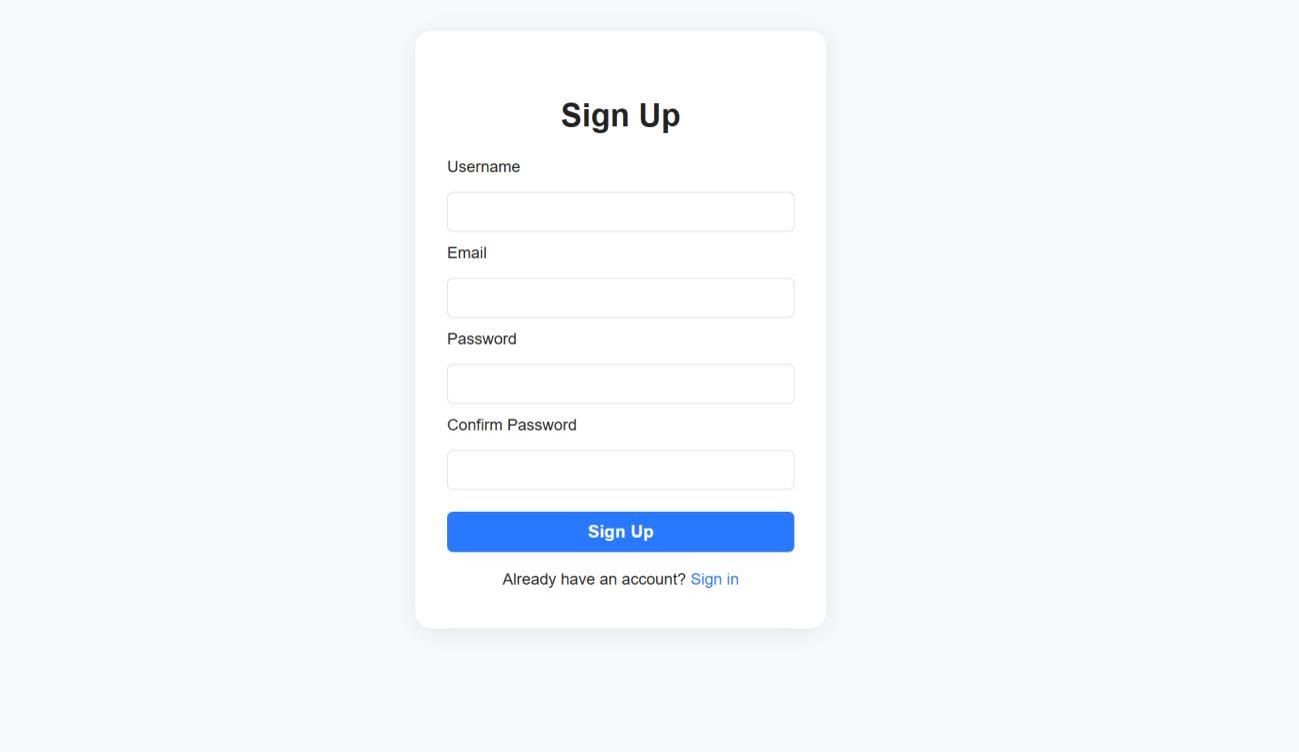 Sign Up
Username
Email
Password
Confirm Password
Sign Up
Already have an account? Sign in